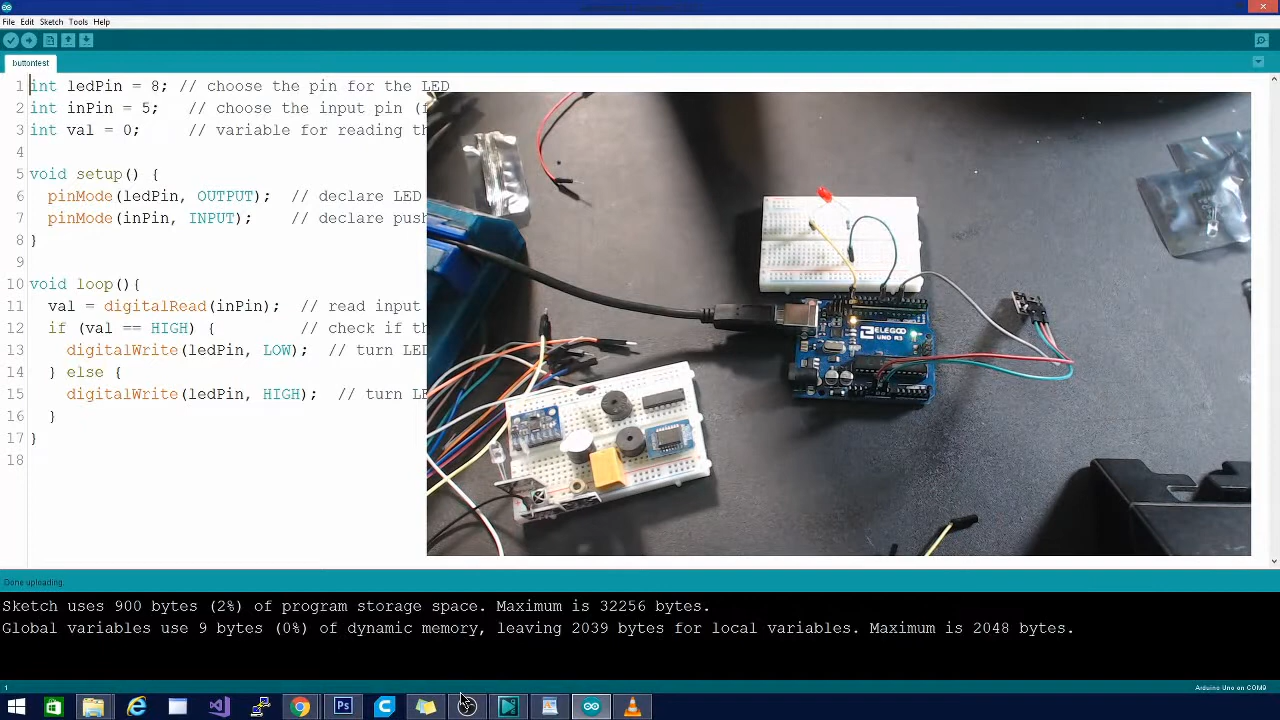 File Edit Sketch Tools Help
buttontest
1 int ledPin = 8; // choose the pin for the LED
2 int inPin = 5; // choose the input pin (
3 int val = 0; // variable for reading th
4
5 void setup() {
6 pinMode(ledPin, OUTPUT); // declare LED
7 pinMode(inPin, INPUT); // declare pus
8 }
9
10 void loop(){
11 val = digitalRead(inPin); // read input
12 if (val == HIGH) { // check if th
13 digitalWrite(ledPin, LOW); // turn LE
14 } else {
15 digitalWrite(ledPin, HIGH); // turn L
16 }
17 }
18
ELEGOO
UNO R3
Done uploading.
Sketch uses 900 bytes (2%) of program storage space. Maximum is 32256 bytes.
Global variables use 9 bytes (0%) of dynamic memory, leaving 2039 bytes for local variables. Maximum is 2048 bytes.
1
Arduino Uno on COM9
Ps